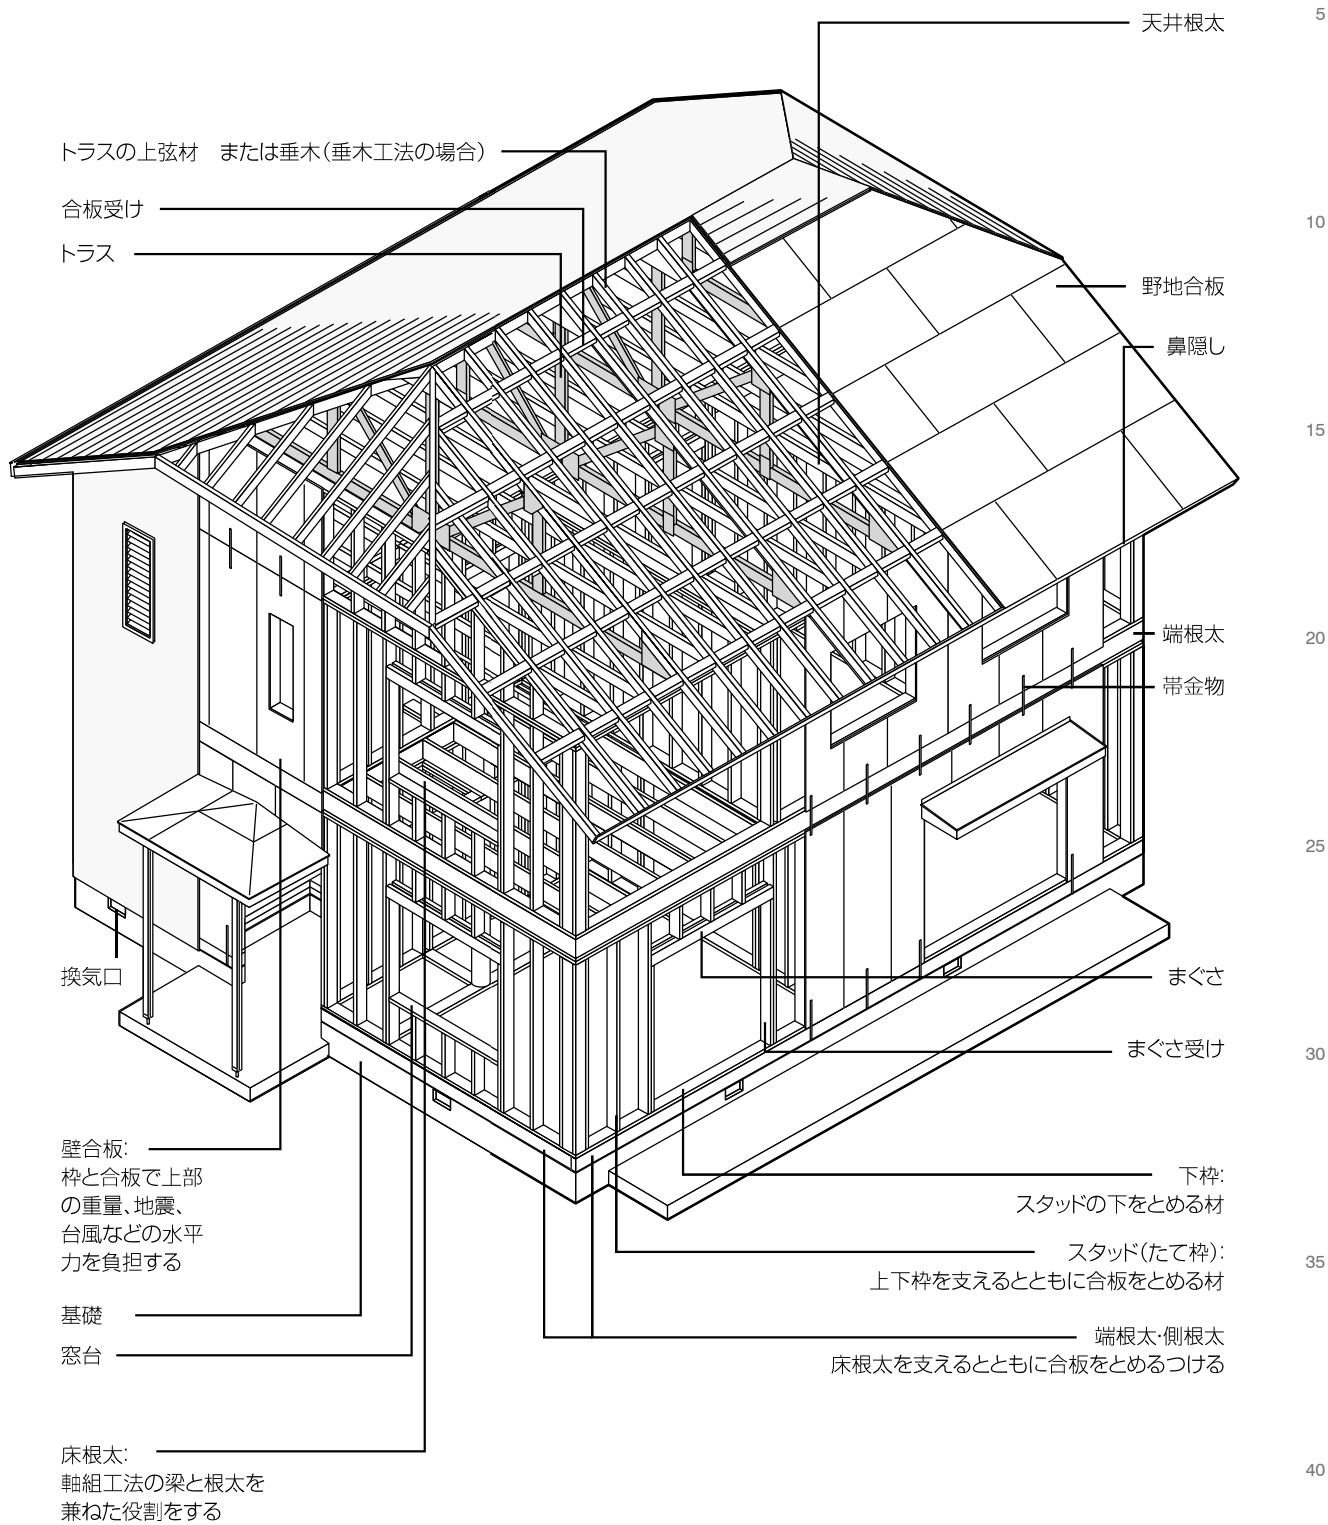 5
天井根太
トラスの上弦材　または垂木（垂木工法の場合）
合板受け
10
トラス
野地合板
鼻隠し
15
端根太
20
帯金物
25
換気口
まぐさ
まぐさ受け
30
壁合板：
枠と合板で上部
の重量、地震、
台風などの水平
力を負担する
下枠：
スタッドの下をとめる材
スタッド（たて枠）：
35
上下枠を支えるとともに合板をとめる材
基礎
端根太・側根太
窓台
床根太を支えるとともに合板をとめるつける
床根太：
40
軸組工法の梁と根太を
兼ねた役割をする